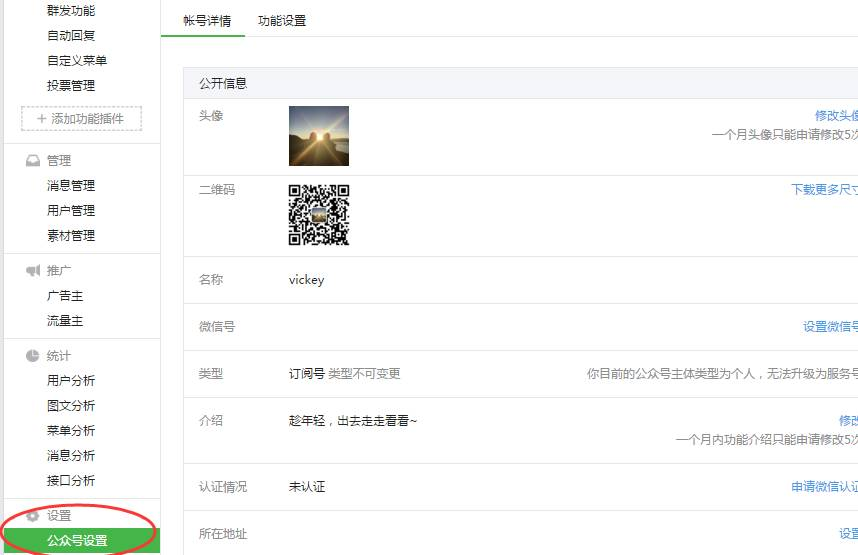 群发功能
自动回复
自定义菜单
投票管理
+ 添加功能插件
管理
消息管理
用户管理
素材管理
推广
广告主
流量主
统计
用户分析
图文分析
菜单分析
消息分析
接口分析
设置
公众号设置
帐号详情 功能设置
公开信息
头像 修改头像
一个月头像只能申请修改5次
二维码 下载更多尺寸
名称 vickey
微信号 设置微信号
类型 订阅号 类型不可变更 你目前的公众号主体类型为个人，无法升级为服务号
介绍 趁年轻，出去走走看看~ 修改
一个月内功能介绍只能申请修改5次
认证情况 未认证 申请微信认证
所在地址 设置